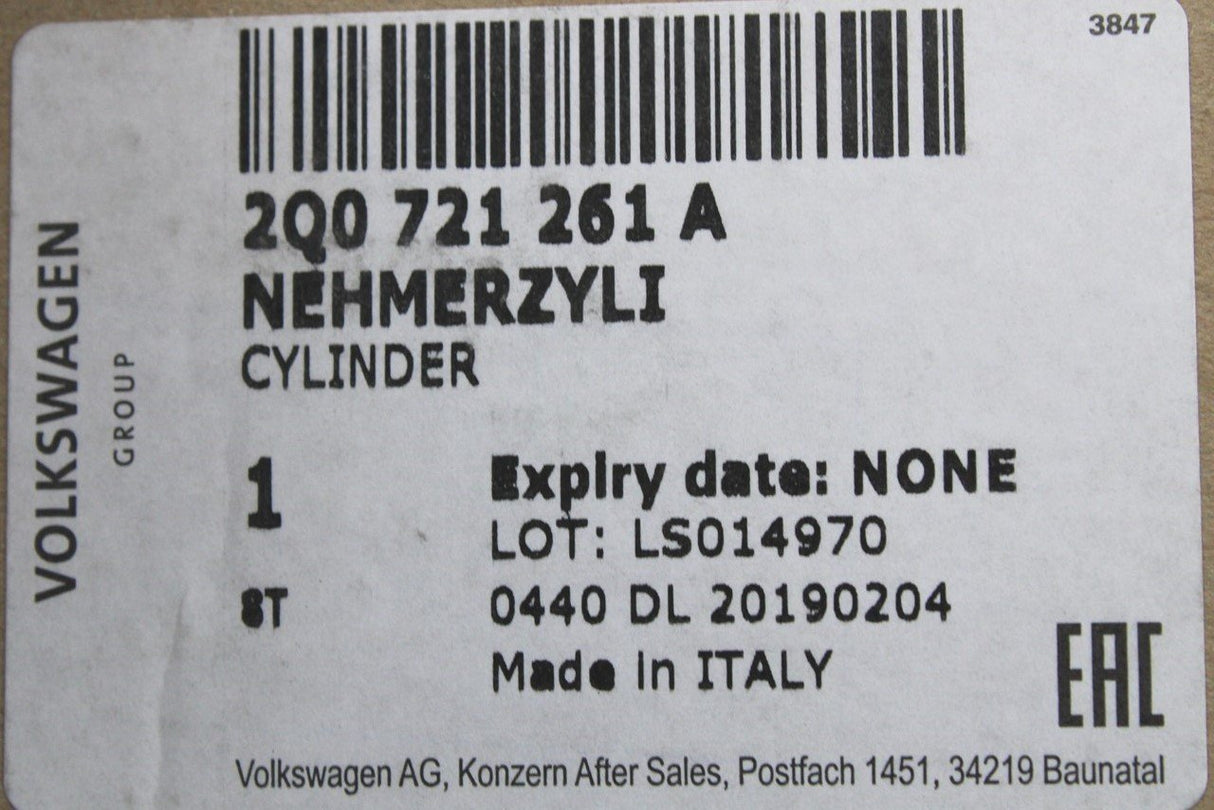 3847
2Q0 721 261 A
NEHMERZYLI
CYLINDER
1
Expiry date: NONE
LOT: LS014970
ST
0440 DL 20190204
Made in ITALY
EAC
Volkswagen AG, Konzern After Sales, Postfach 1451, 34219 Baunatal
VOLKSWAGEN
GROUP